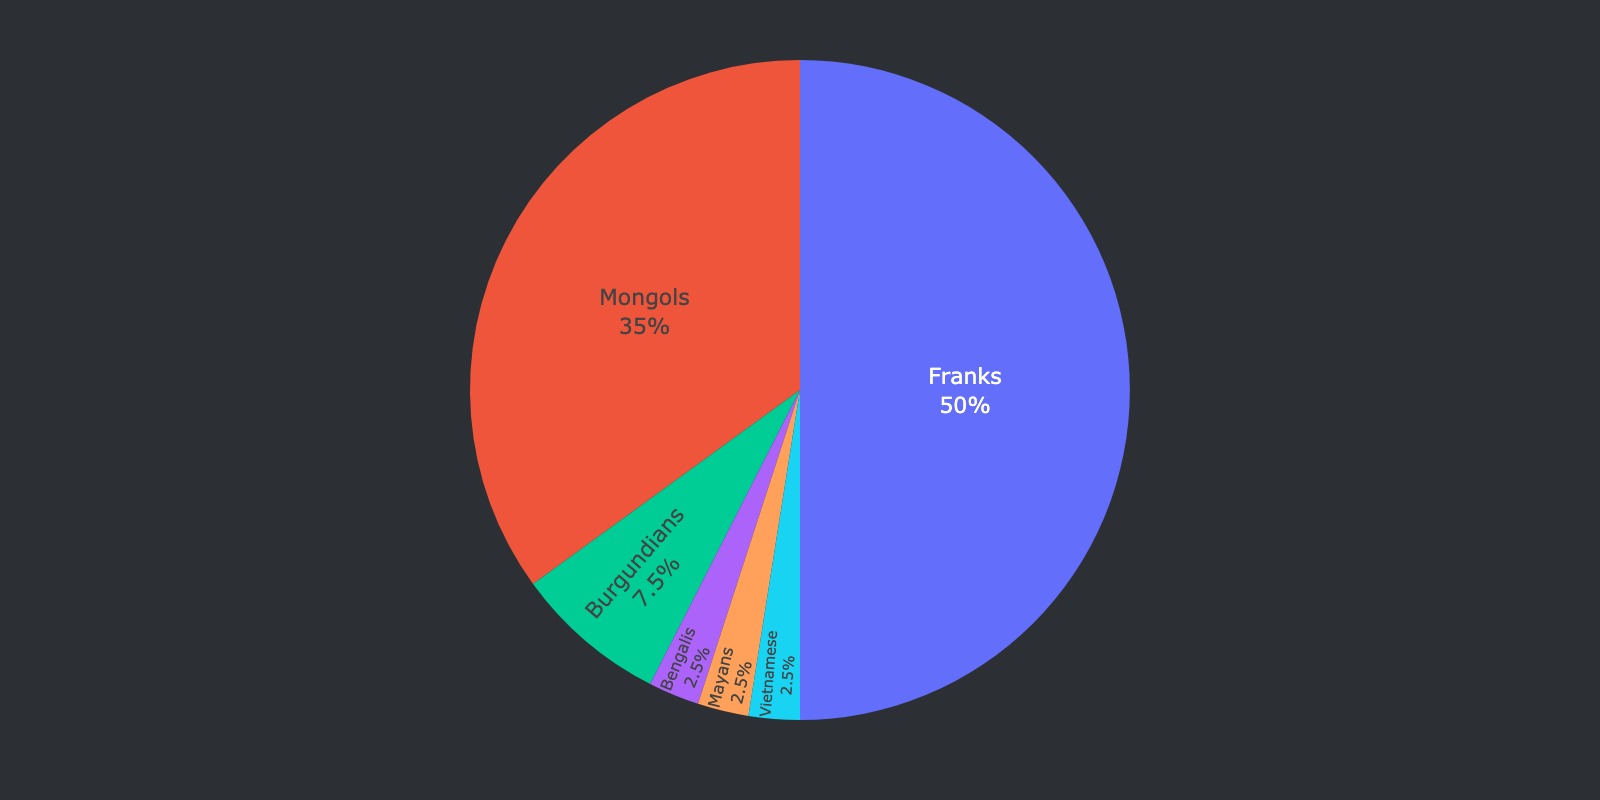 Mongols
35%
Franks
50%
Burgundians
7.5%
Bengalis
2.5%
Mayans
2.5%
Vietnamese
2.5%